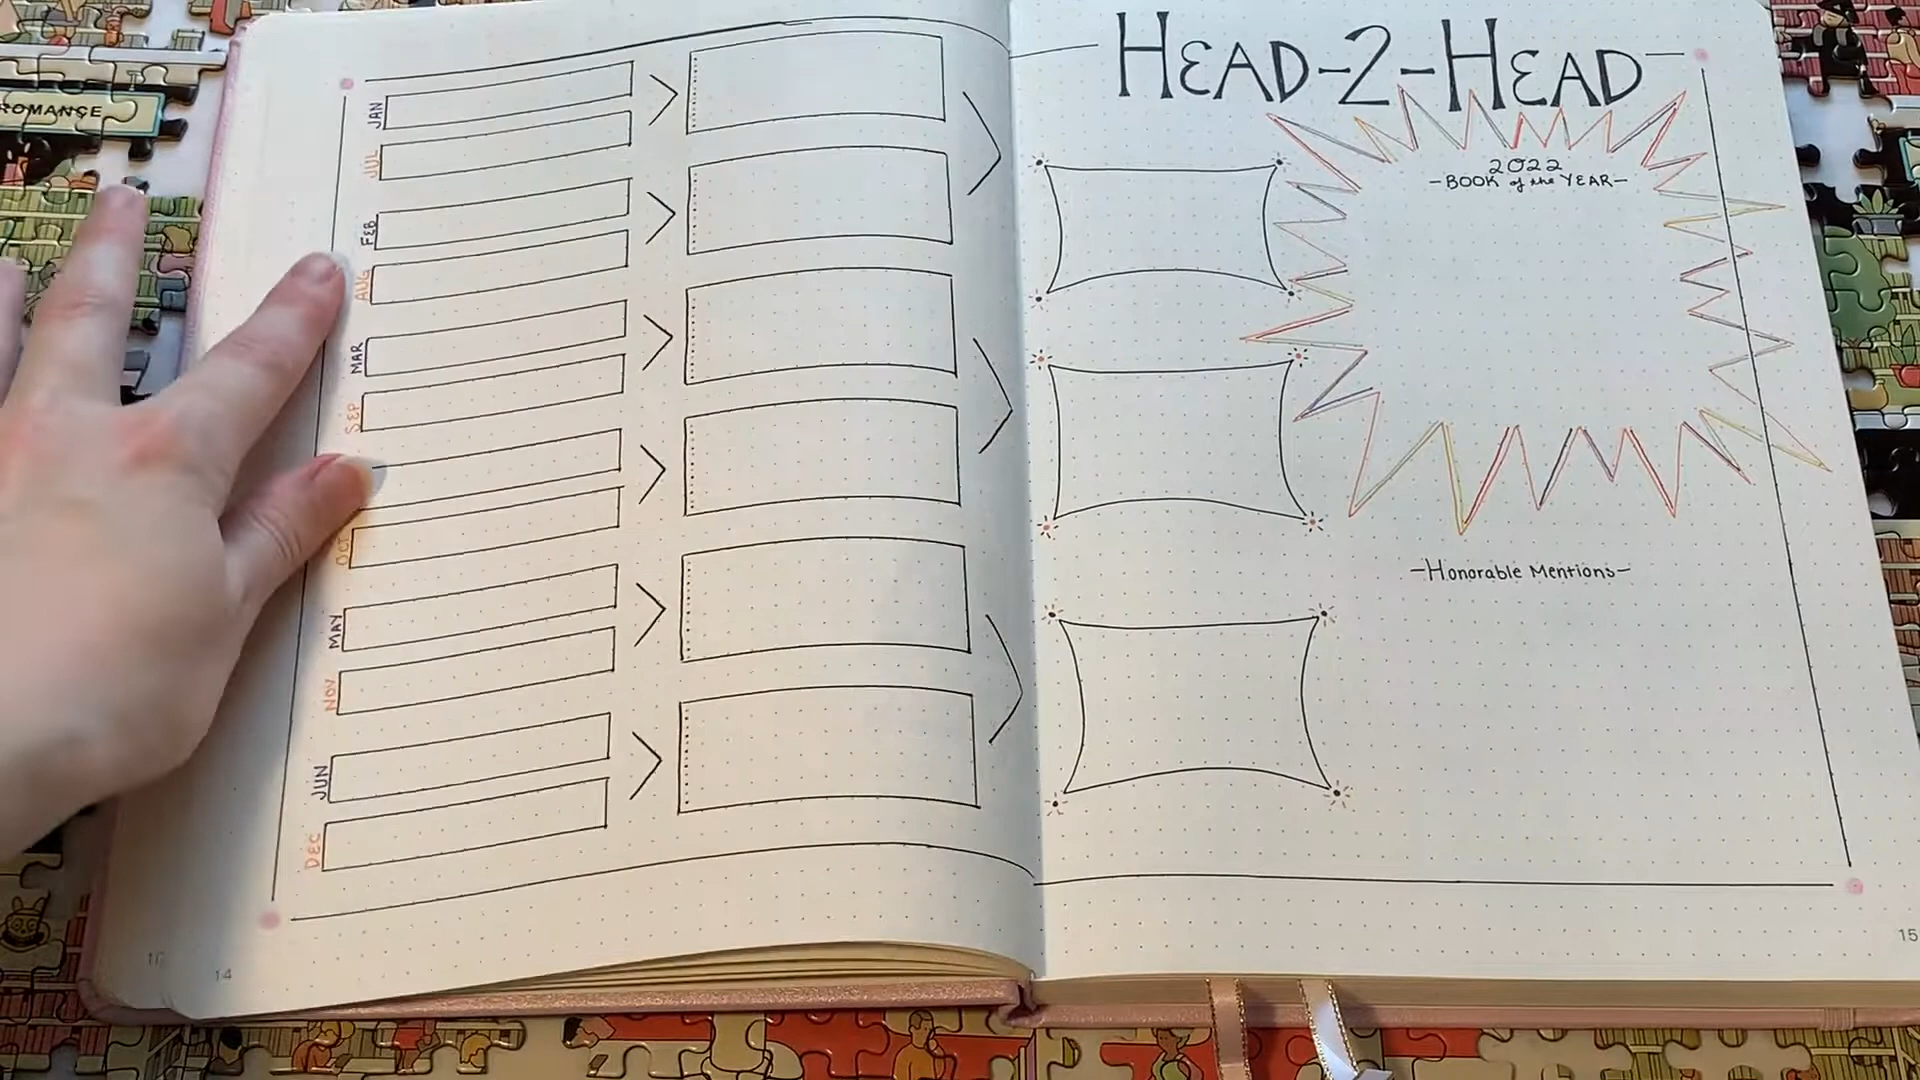 ROMANCE
JAN
JUL
FEB
AUG
MAR
SEP
OCT
MAY
NOV
JUN
DEC
14
HEAD-2-HEAD
2022
-BOOK of the YEAR-
-Honorable Mentions-
15